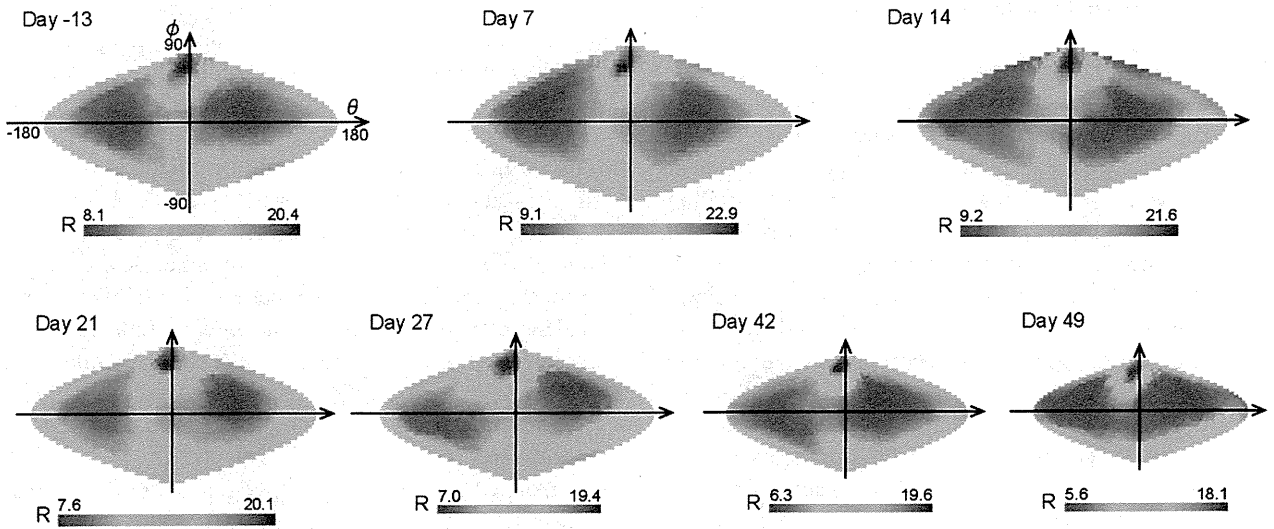 Day -13
ϕ
90
θ
-180
180
-90
R 8.1 20.4
Day 7
R 9.1 22.9
Day 14
R 9.2 21.6
Day 21
R 7.6 20.1
Day 27
R 7.0 19.4
Day 42
R 6.3 19.6
Day 49
R 5.6 18.1